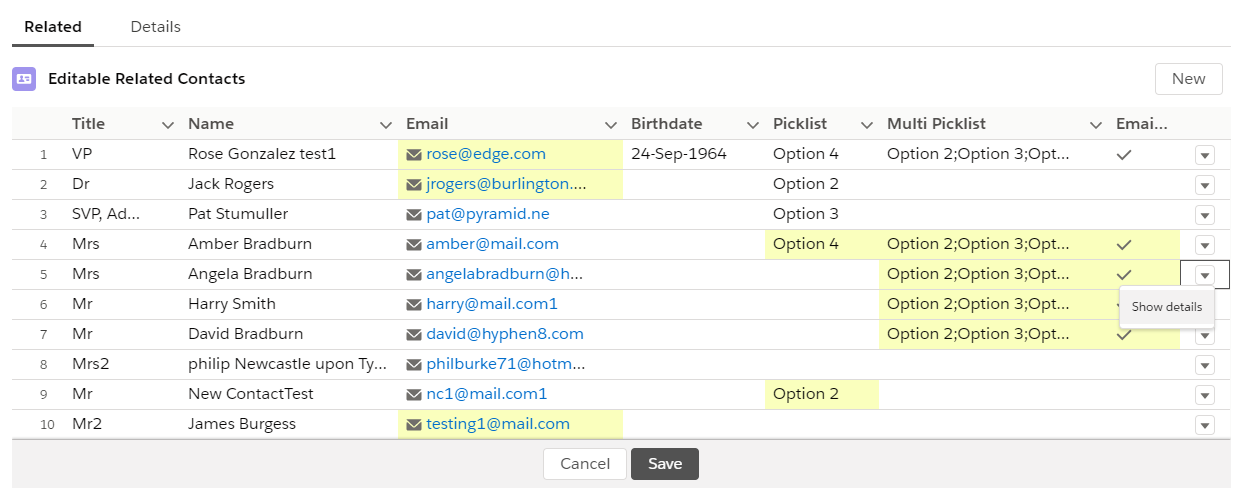 Related Details
Editable Related Contacts New
Title Name Email Birthdate Picklist Multi Picklist Emai...
1 VP Rose Gonzalez test1 rose@edge.com 24-Sep-1964 Option 4 Option 2;Option 3;Opt...
2 Dr Jack Rogers jrogers@burlington.... Option 2
3 SVP, Ad... Pat Stumuller pat@pyramid.ne Option 3
4 Mrs Amber Bradburn amber@mail.com Option 4 Option 2;Option 3;Opt...
5 Mrs Angela Bradburn angelabradburn@h... Option 2;Option 3;Opt...
6 Mr Harry Smith harry@mail.com1 Option 2;Option 3;Opt... Show details
7 Mr David Bradburn david@hyphen8.com Option 2;Option 3;Opt...
8 Mrs2 philip Newcastle upon Ty... philburke71@hotm...
9 Mr New ContactTest nc1@mail.com1 Option 2
10 Mr2 James Burgess testing1@mail.com
Cancel Save